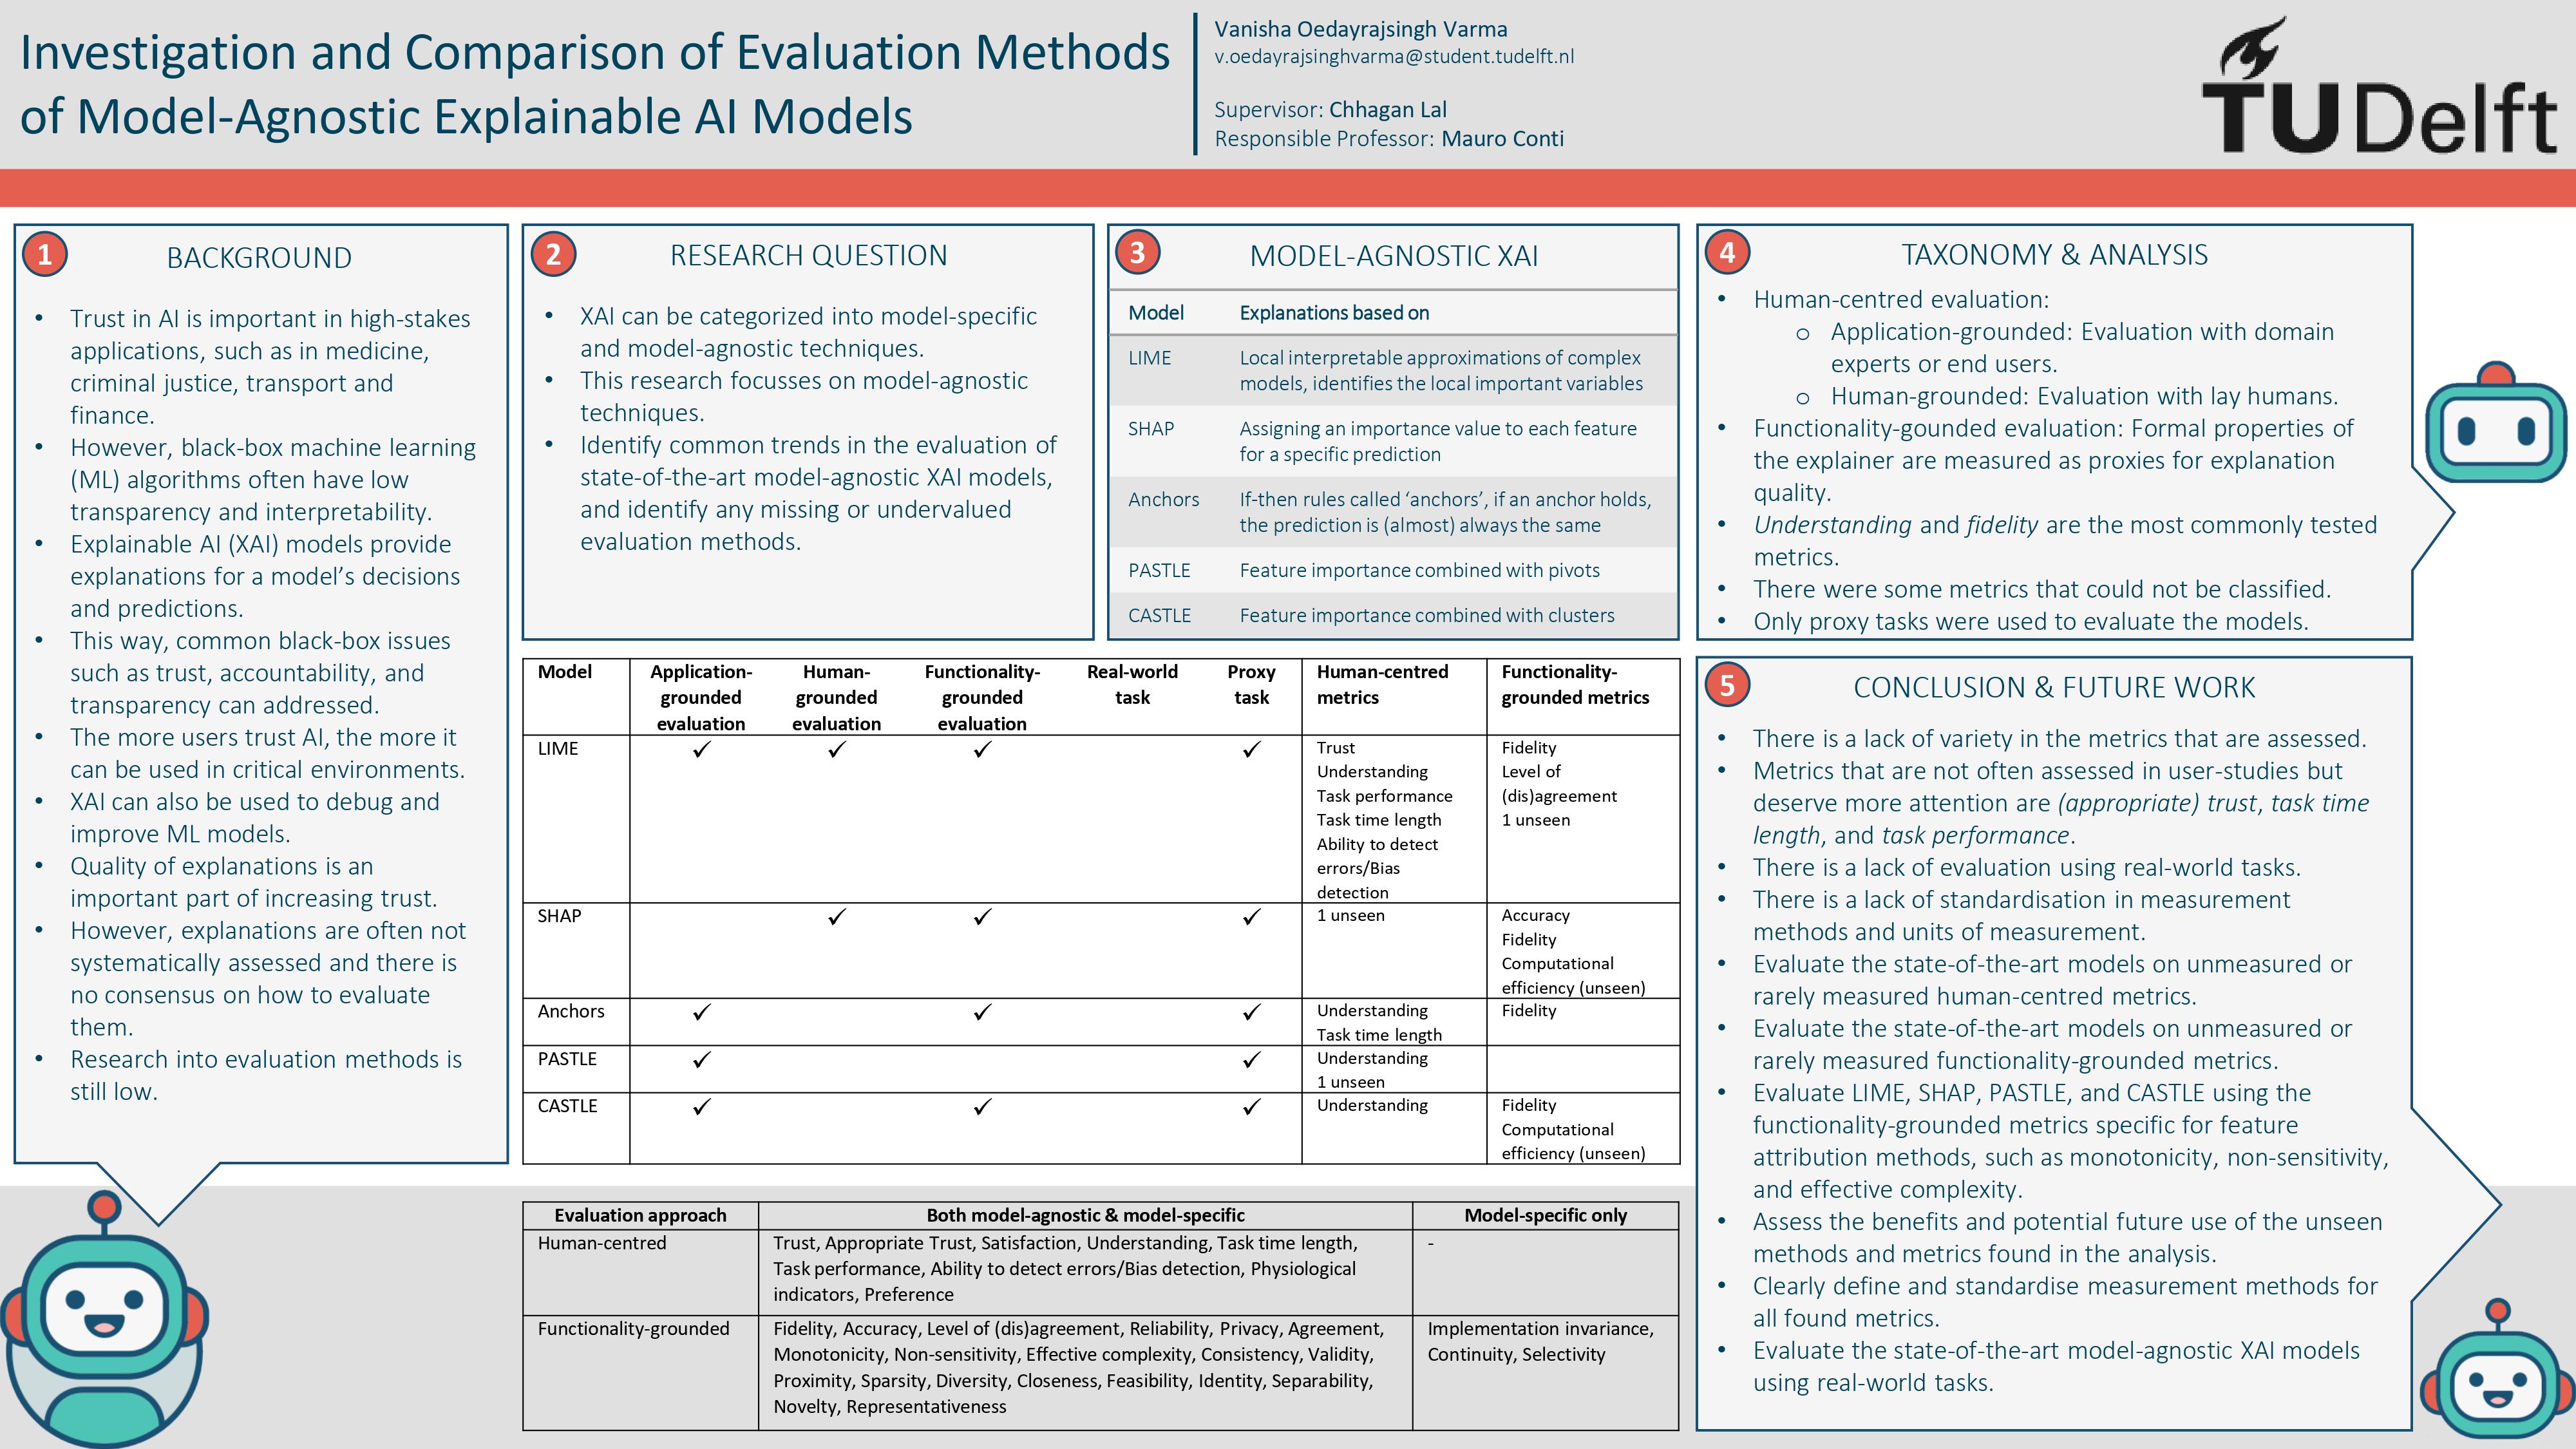 Investigation and Comparison of Evaluation Methods
of Model-Agnostic Explainable AI Models
Vanisha Oedayrajsingh Varma
v.oedayrajsinghvarma@student.tudelft.nl
Supervisor: Chhagan Lal
Responsible Professor: Mauro Conti
TU Delft
1
BACKGROUND
• Trust in AI is important in high-stakes
applications, such as in medicine,
criminal justice, transport and
finance.
• However, black-box machine learning
(ML) algorithms often have low
transparency and interpretability.
• Explainable AI (XAI) models provide
explanations for a model’s decisions
and predictions.
• This way, common black-box issues
such as trust, accountability, and
transparency can addressed.
• The more users trust AI, the more it
can be used in critical environments.
• XAI can also be used to debug and
improve ML models.
• Quality of explanations is an
important part of increasing trust.
• However, explanations are often not
systematically assessed and there is
no consensus on how to evaluate
them.
• Research into evaluation methods is
still low.
2
RESEARCH QUESTION
• XAI can be categorized into model-specific
and model-agnostic techniques.
• This research focusses on model-agnostic
techniques.
• Identify common trends in the evaluation of
state-of-the-art model-agnostic XAI models,
and identify any missing or undervalued
evaluation methods.
3
MODEL-AGNOSTIC XAI
Model Explanations based on
LIME Local interpretable approximations of complex
models, identifies the local important variables
SHAP Assigning an importance value to each feature
for a specific prediction
Anchors If-then rules called ‘anchors’, if an anchor holds,
the prediction is (almost) always the same
PASTLE Feature importance combined with pivots
CASTLE Feature importance combined with clusters
4
TAXONOMY & ANALYSIS
• Human-centred evaluation:
o Application-grounded: Evaluation with domain
experts or end users.
o Human-grounded: Evaluation with lay humans.
• Functionality-gounded evaluation: Formal properties of
the explainer are measured as proxies for explanation
quality.
• Understanding and fidelity are the most commonly tested
metrics.
• There were some metrics that could not be classified.
• Only proxy tasks were used to evaluate the models.
Model Application- Human- Functionality- Real-world Proxy Human-centred Functionality-
grounded grounded grounded task task metrics grounded metrics
evaluation evaluation evaluation
LIME ✓ ✓ ✓ ✓ Trust Fidelity
Understanding Level of
Task performance (dis)agreement
Task time length 1 unseen
Ability to detect
errors/Bias
detection
SHAP ✓ ✓ ✓ 1 unseen Accuracy
Fidelity
Computational
efficiency (unseen)
Anchors ✓ ✓ ✓ Understanding Fidelity
Task time length
PASTLE ✓ ✓ Understanding
1 unseen
CASTLE ✓ ✓ ✓ Understanding Fidelity
Computational
efficiency (unseen)
Evaluation approach Both model-agnostic & model-specific Model-specific only
Human-centred Trust, Appropriate Trust, Satisfaction, Understanding, Task time length, -
Task performance, Ability to detect errors/Bias detection, Physiological
indicators, Preference
Functionality-grounded Fidelity, Accuracy, Level of (dis)agreement, Reliability, Privacy, Agreement, Implementation invariance,
Monotonicity, Non-sensitivity, Effective complexity, Consistency, Validity, Continuity, Selectivity
Proximity, Sparsity, Diversity, Closeness, Feasibility, Identity, Separability,
Novelty, Representativeness
5
CONCLUSION & FUTURE WORK
• There is a lack of variety in the metrics that are assessed.
• Metrics that are not often assessed in user-studies but
deserve more attention are (appropriate) trust, task time
length, and task performance.
• There is a lack of evaluation using real-world tasks.
• There is a lack of standardisation in measurement
methods and units of measurement.
• Evaluate the state-of-the-art models on unmeasured or
rarely measured human-centred metrics.
• Evaluate the state-of-the-art models on unmeasured or
rarely measured functionality-grounded metrics.
• Evaluate LIME, SHAP, PASTLE, and CASTLE using the
functionality-grounded metrics specific for feature
attribution methods, such as monotonicity, non-sensitivity,
and effective complexity.
• Assess the benefits and potential future use of the unseen
methods and metrics found in the analysis.
• Clearly define and standardise measurement methods for
all found metrics.
• Evaluate the state-of-the-art model-agnostic XAI models
using real-world tasks.